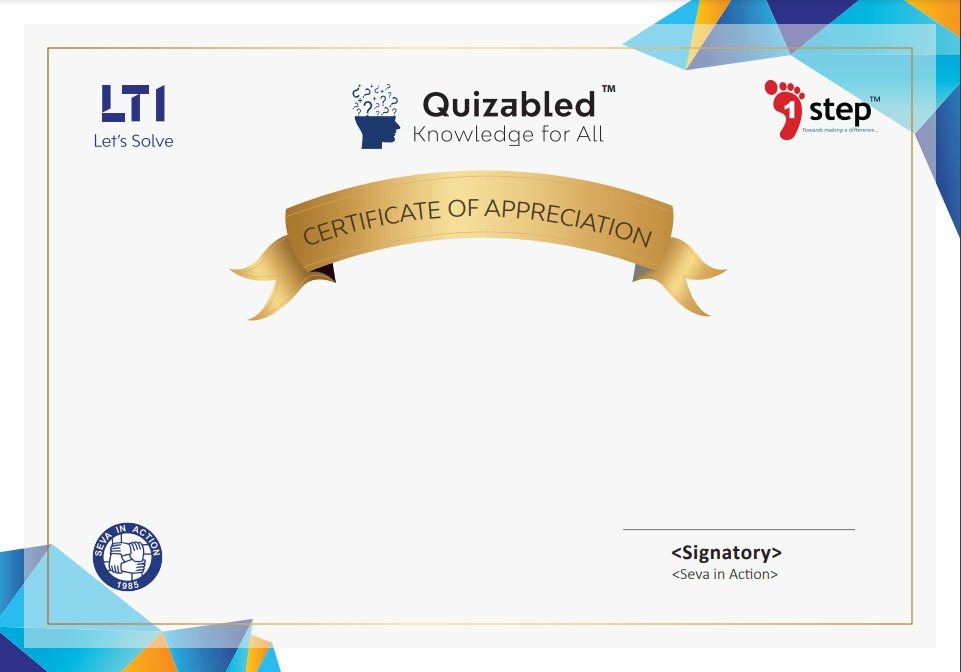 LTI
Let's Solve
Quizabled™
Knowledge for All
1 step™
Towards making a difference...
CERTIFICATE OF APPRECIATION
SEVA IN ACTION
1985
<Signatory>
<Seva in Action>